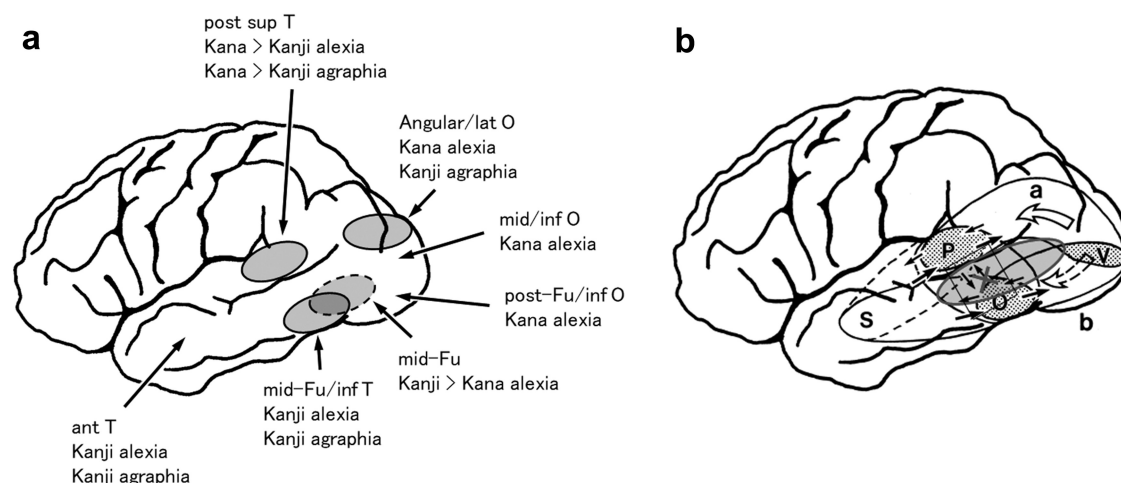 a
post sup T
Kana > Kanji alexia
Kana > Kanji agraphia
Angular/lat O
Kana alexia
Kanji agraphia
mid/inf O
Kana alexia
post-Fu/inf O
Kana alexia
mid-Fu
Kanji > Kana alexia
mid-Fu/inf T
Kanji alexia
Kanji agraphia
ant T
Kanji alexia
Kanji agraphia
b
a
P
V
X
O
S
b